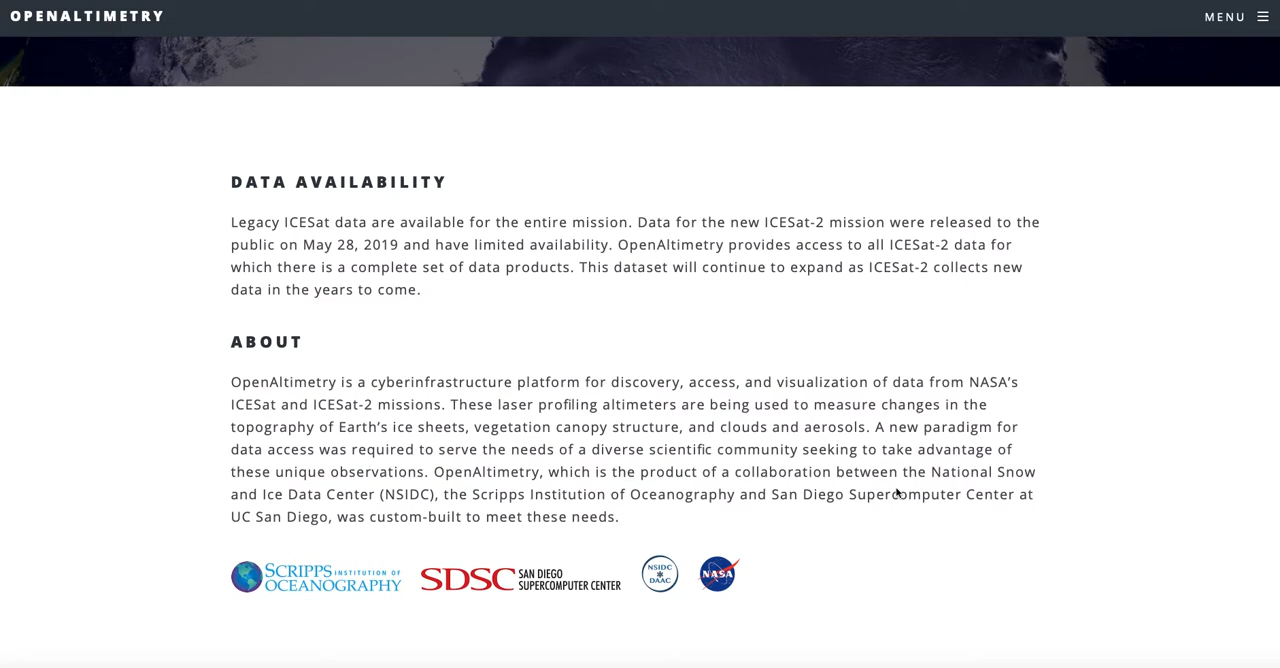 OPENALTIMETRY
MENU
DATA AVAILABILITY
Legacy ICESat data are available for the entire mission. Data for the new ICESat-2 mission were released to the
public on May 28, 2019 and have limited availability. OpenAltimetry provides access to all ICESat-2 data for
which there is a complete set of data products. This dataset will continue to expand as ICESat-2 collects new
data in the years to come.
ABOUT
OpenAltimetry is a cyberinfrastructure platform for discovery, access, and visualization of data from NASA’s
ICESat and ICESat-2 missions. These laser profiling altimeters are being used to measure changes in the
topography of Earth’s ice sheets, vegetation canopy structure, and clouds and aerosols. A new paradigm for
data access was required to serve the needs of a diverse scientific community seeking to take advantage of
these unique observations. OpenAltimetry, which is the product of a collaboration between the National Snow
and Ice Data Center (NSIDC), the Scripps Institution of Oceanography and San Diego Supercomputer Center at
UC San Diego, was custom-built to meet these needs.
SCRIPPS INSTITUTION OF
OCEANOGRAPHY
SDSC SAN DIEGO
SUPERCOMPUTER CENTER
NSIDC
DAAC
NASA